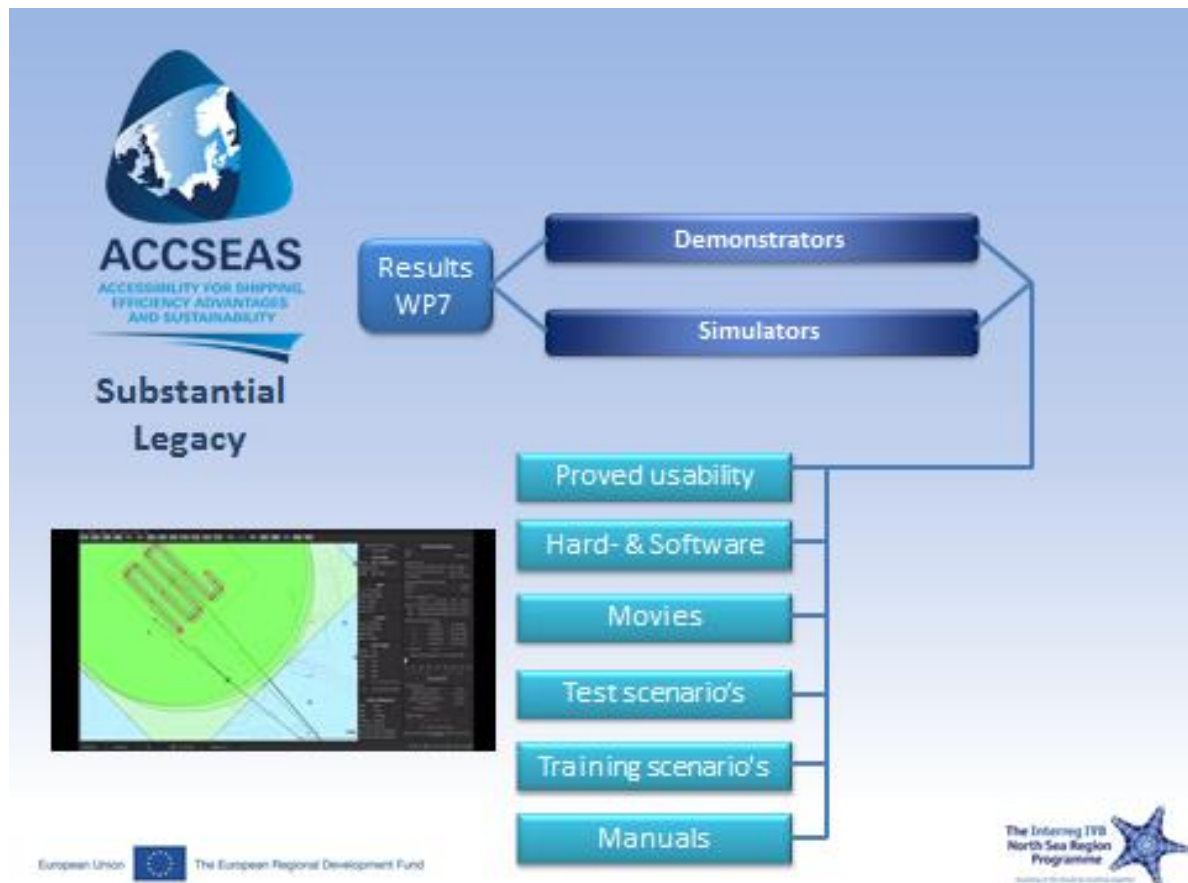 ACCSEAS
ACCESSIBILITY FOR SHIPPING,
EFFICIENCY ADVANTAGES
AND SUSTAINABILITY
Substantial
Legacy
Results
WP7
Demonstrators
Simulators
Proved usability
Hard- & Software
Movies
Test scenario's
Training scenario's
Manuals
European Union
The European Regional Development Fund
The Interreg IVB
North Sea Region
Programme